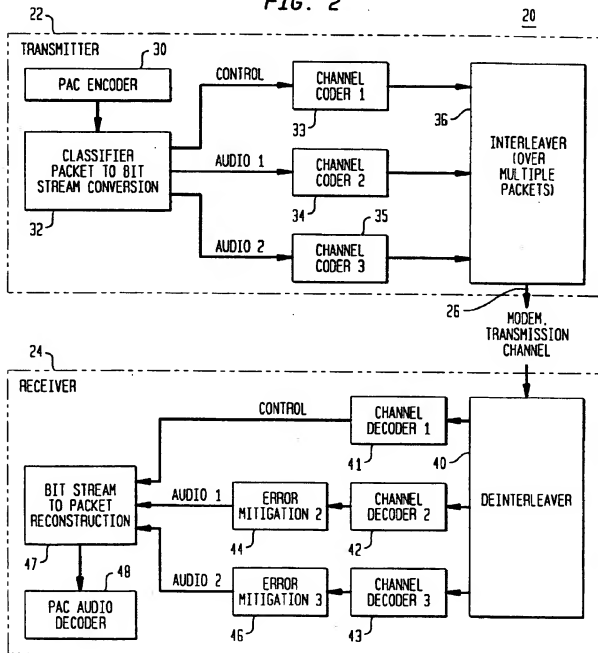 FIG. 2
22
20
TRANSMITTER
30
PAC ENCODER
CONTROL
CHANNEL
CODER 1
33
36
CLASSIFIER
PACKET TO BIT
STREAM CONVERSION
32
AUDIO 1
CHANNEL
CODER 2
34
35
INTERLEAVER
(OVER
MULTIPLE
PACKETS)
AUDIO 2
CHANNEL
CODER 3
26
MODEM,
TRANSMISSION
CHANNEL
24
RECEIVER
CONTROL
CHANNEL
DECODER 1
41
40
BIT STREAM
TO PACKET
RECONSTRUCTION
47
AUDIO 1
ERROR
MITIGATION 2
44
CHANNEL
DECODER 2
42
DEINTERLEAVER
48
AUDIO 2
ERROR
MITIGATION 3
46
CHANNEL
DECODER 3
43
PAC AUDIO
DECODER